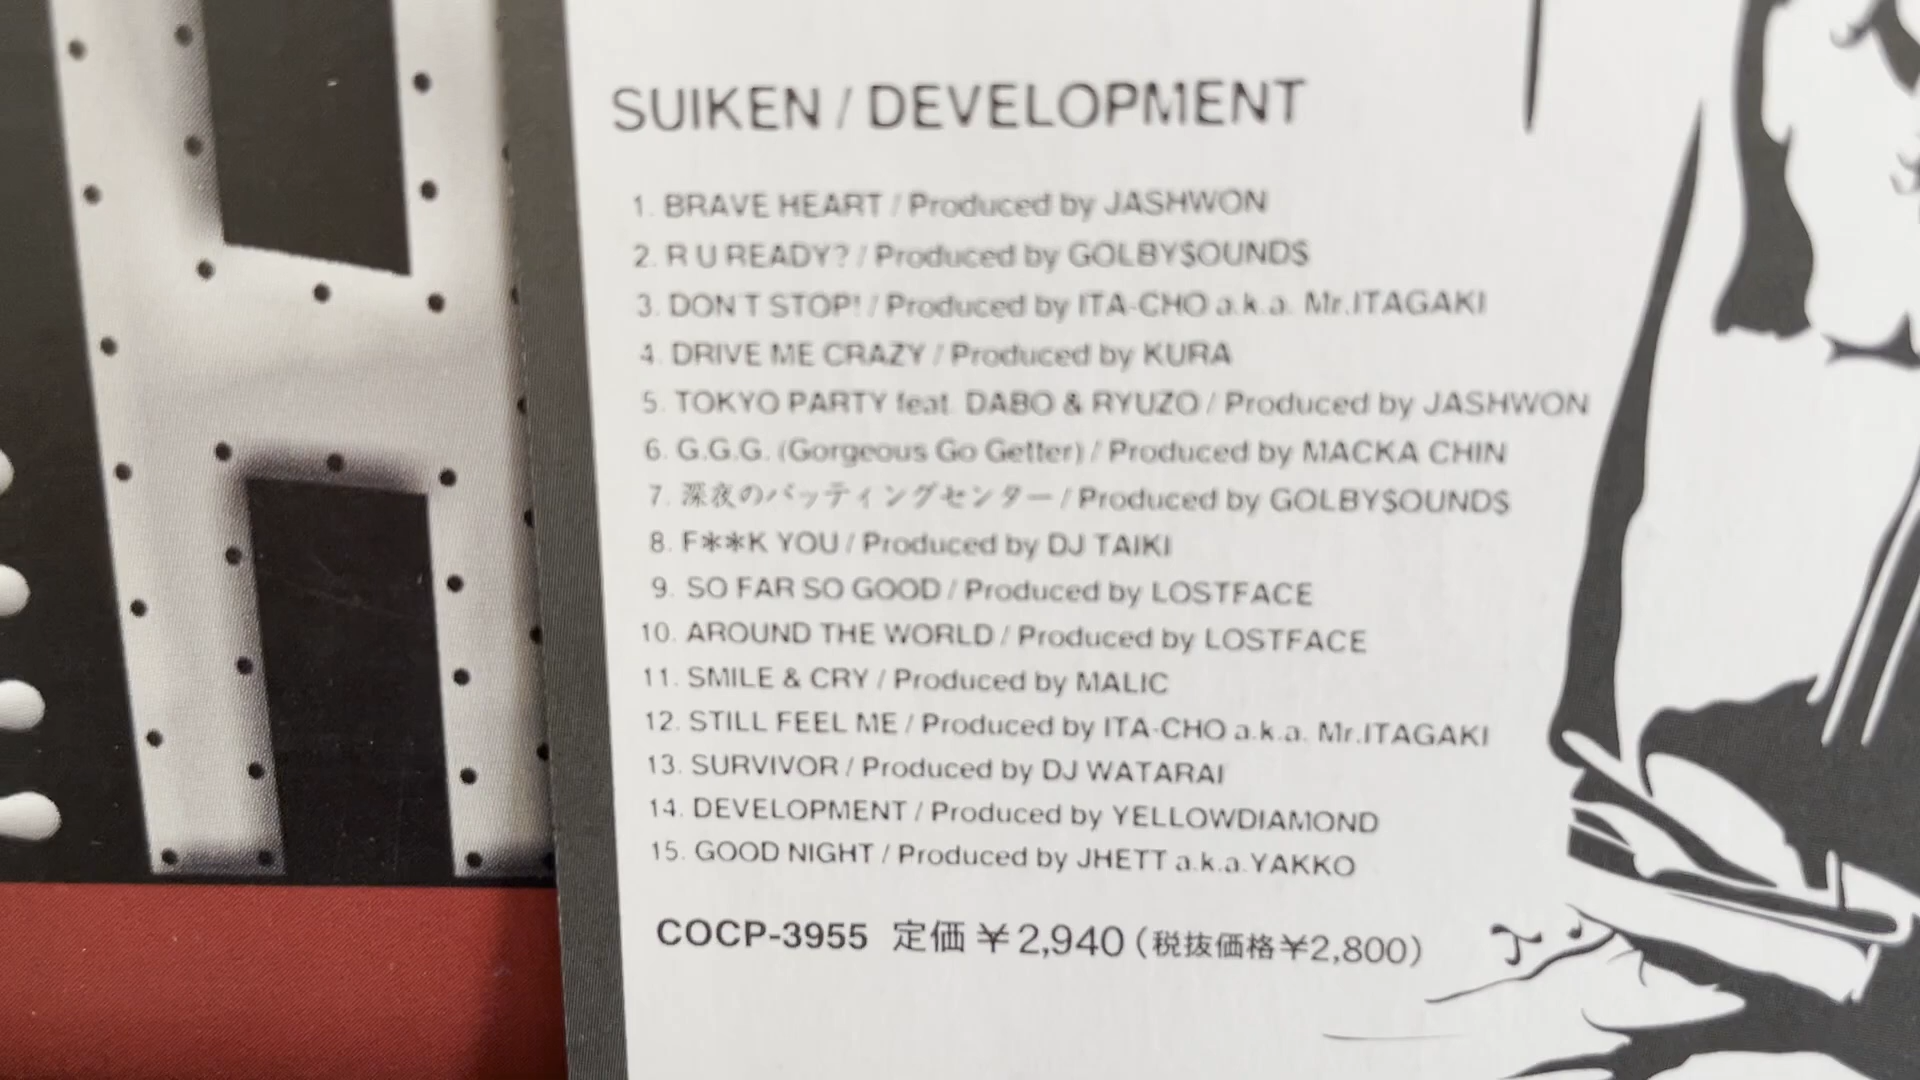 SUIKEN / DEVELOPMENT
1. BRAVE HEART / Produced by JASHWON
2. R U READY? / Produced by GOLBY$OUND$
3. DON'T STOP! / Produced by ITA-CHO a.k.a. Mr.ITAGAKI
4. DRIVE ME CRAZY / Produced by KURA
5. TOKYO PARTY feat. DABO & RYUZO / Produced by JASHWON
6. G.G.G. (Gorgeous Go Getter) / Produced by MACKA CHIN
7. 深夜のバッティングセンター / Produced by GOLBY$OUND$
8. F**K YOU / Produced by DJ TAIKI
9. SO FAR SO GOOD / Produced by LOSTFACE
10. AROUND THE WORLD / Produced by LOSTFACE
11. SMILE & CRY / Produced by MALIC
12. STILL FEEL ME / Produced by ITA-CHO a.k.a. Mr.ITAGAKI
13. SURVIVOR / Produced by DJ WATARAI
14. DEVELOPMENT / Produced by YELLOWDIAMOND
15. GOOD NIGHT / Produced by JHETT a.k.a.YAKKO
COCP-3955 定価￥2,940（税抜価格￥2,800）